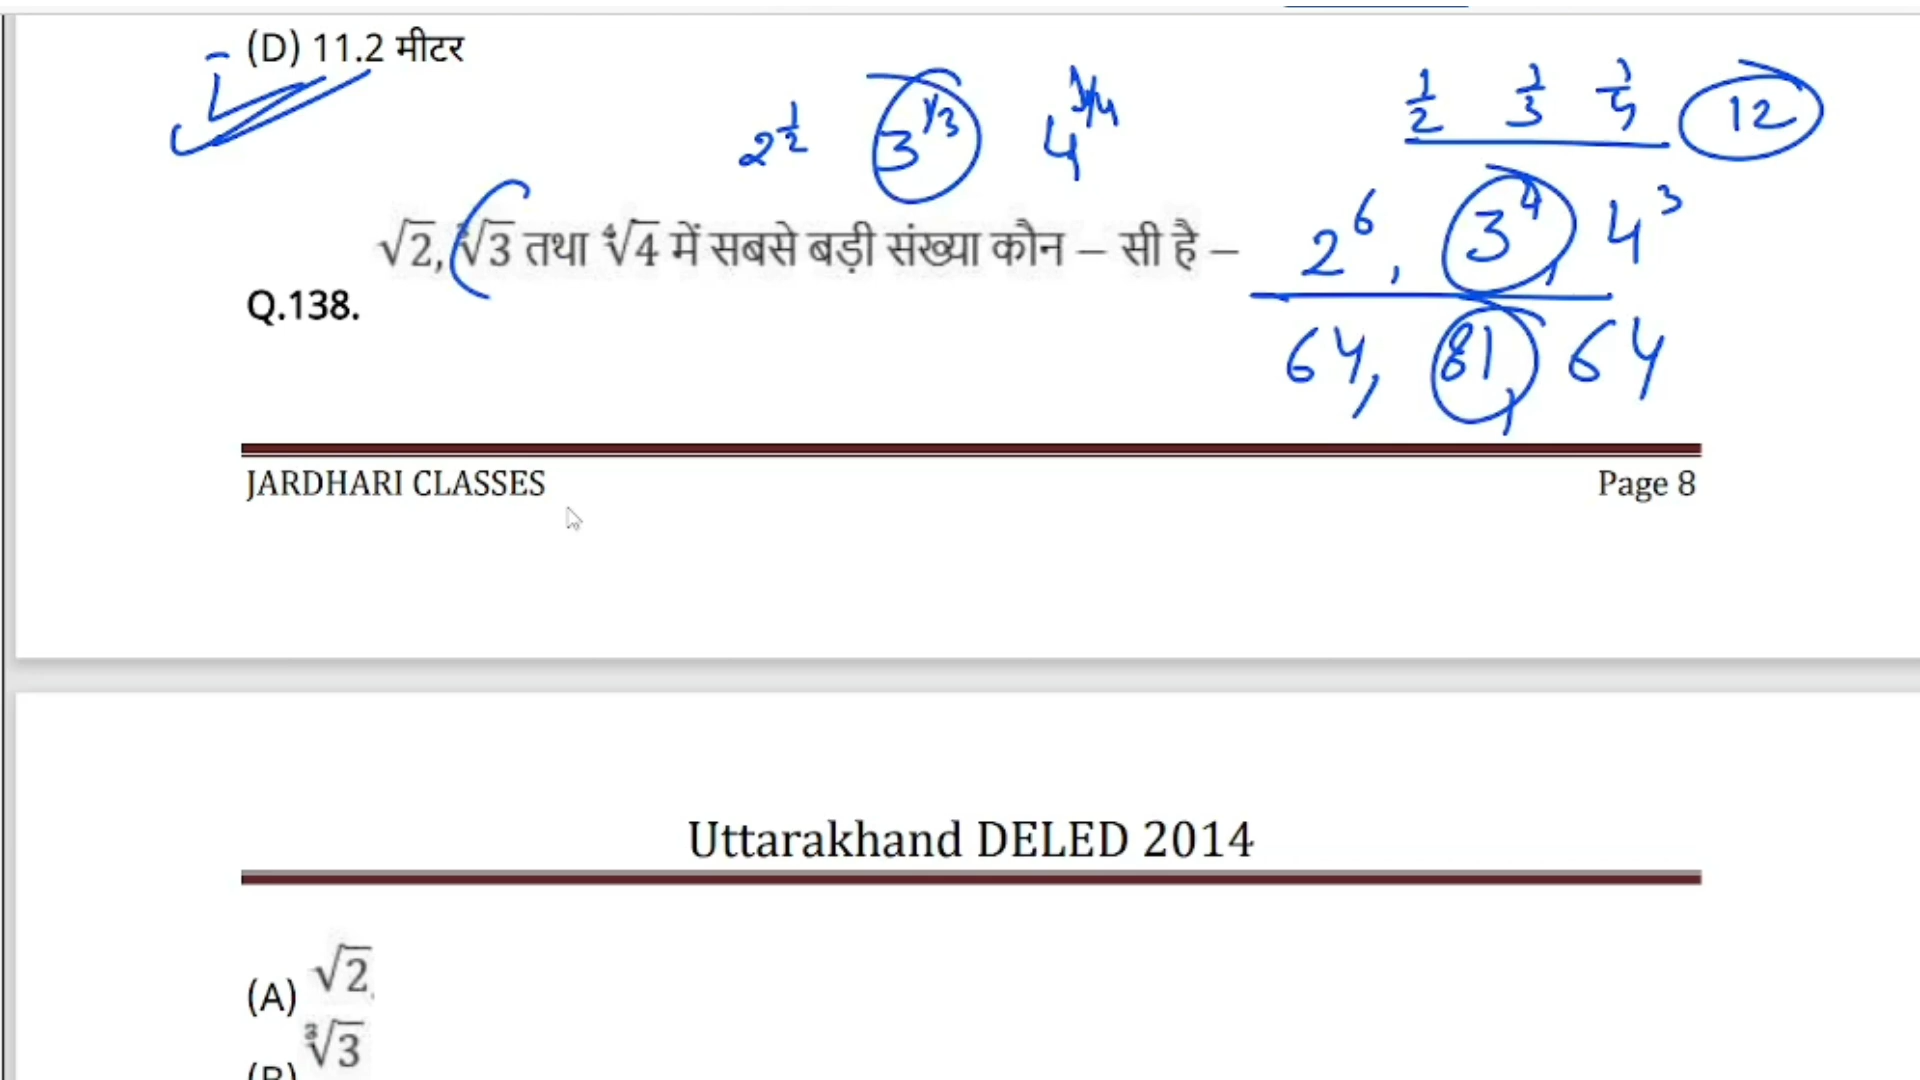 (D) 11.2 मीटर
2^1/2 3^1/3 4^1/4
1/2 1/3 1/4 12
√2, ∛3 तथा ∜4 में सबसे बड़ी संख्या कौन – सी है –
2^6, 3^4, 4^3
Q.138.
64, 81, 64
JARDHARI CLASSES Page 8
Uttarakhand DELED 2014
(A) √2,
(B) ∛3